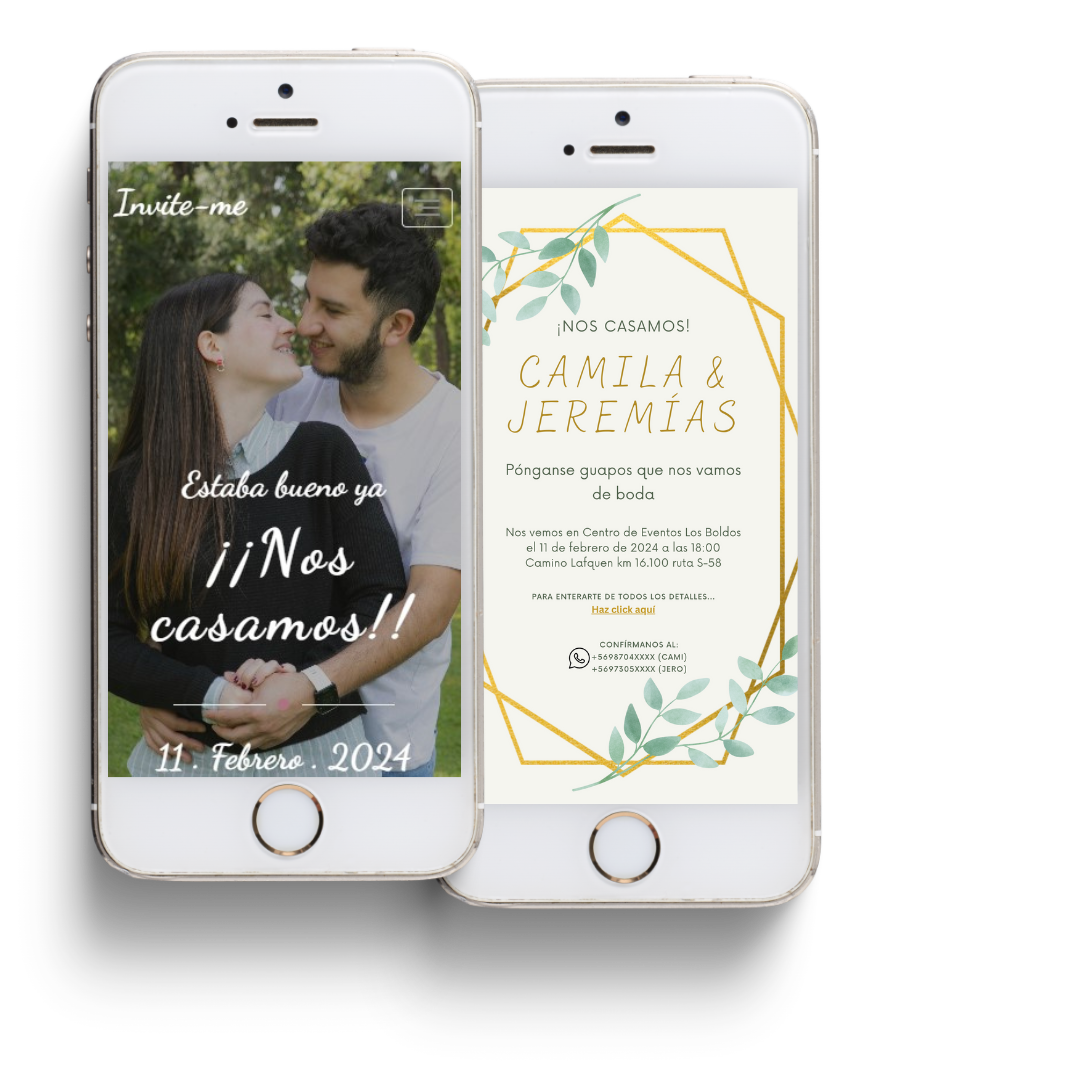 Invite-me
Estaba bueno ya
¡¡Nos
casamos!!
11 . Febrero . 2024
¡NOS CASAMOS!
CAMILA &
JEREMÍAS
Pónganse guapos que nos vamos
de boda
Nos vemos en Centro de Eventos Los Boldos
el 11 de febrero de 2024 a las 18:00
Camino Lafquen km 16.100 ruta S-58
PARA ENTERARTE DE TODOS LOS DETALLES...
Haz click aquí
CONFÍRMANOS AL:
+5698704XXXX (CAMI)
+5697305XXXX (JERO)